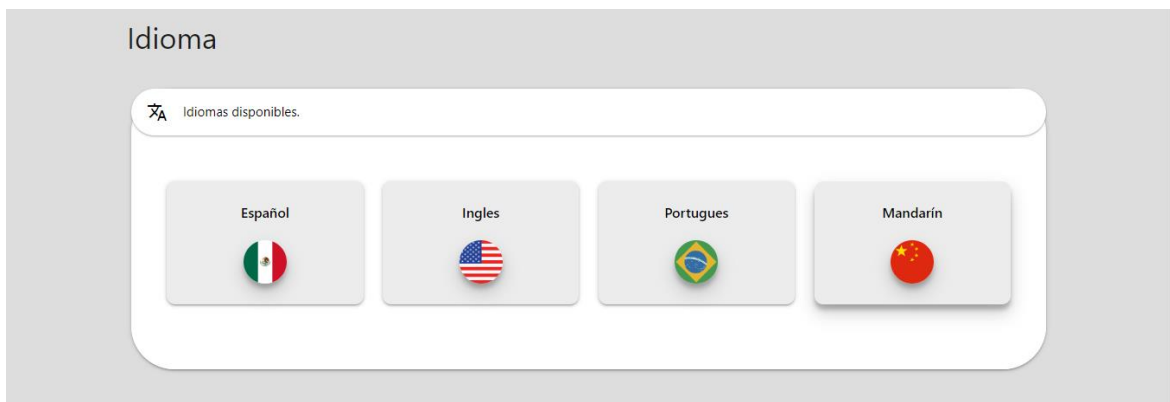 Idioma
Idiomas disponibles.
Español
Ingles
Portugues
Mandarín